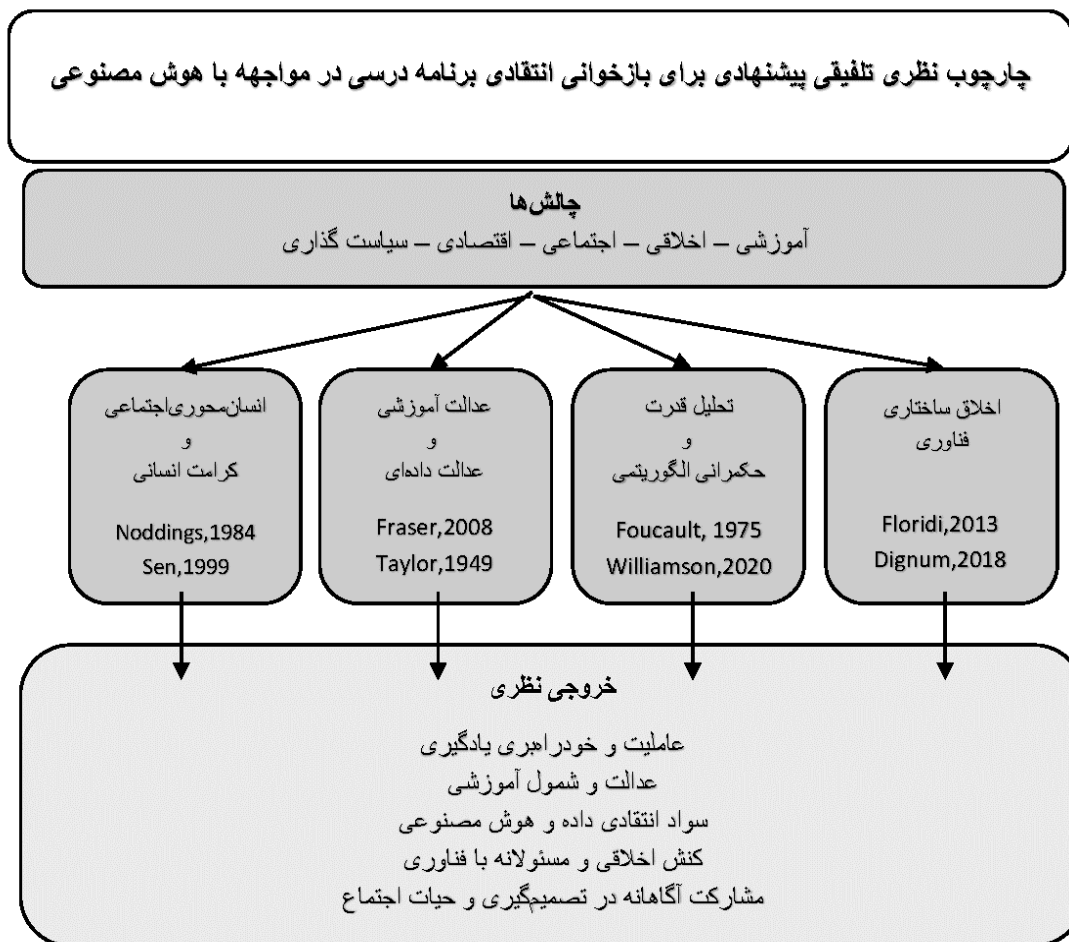 چارچوب نظری تلفیقی پیشنهادی برای بازخوانی انتقادی برنامه درسی در مواجهه با هوش مصنوعی
چالش‌ها
آموزشی – اخلاقی – اجتماعی – اقتصادی – سیاست گذاری
اخلاق ساختاری
فناوری
Floridi,2013
Dignum,2018
تحلیل قدرت
و
حکمرانی الگوریتمی
Foucault, 1975
Williamson,2020
عدالت آموزشی
و
عدالت داده‌ای
Fraser,2008
Taylor,1949
انسان‌محوری‌اجتماعی
و
کرامت انسانی
Noddings,1984
Sen,1999
خروجی نظری
عاملیت و خودراهبری یادگیری
عدالت و شمول آموزشی
سواد انتقادی داده و هوش مصنوعی
کنش اخلاقی و مسئولانه با فناوری
مشارکت آگاهانه در تصمیم‌گیری و حیات اجتماع